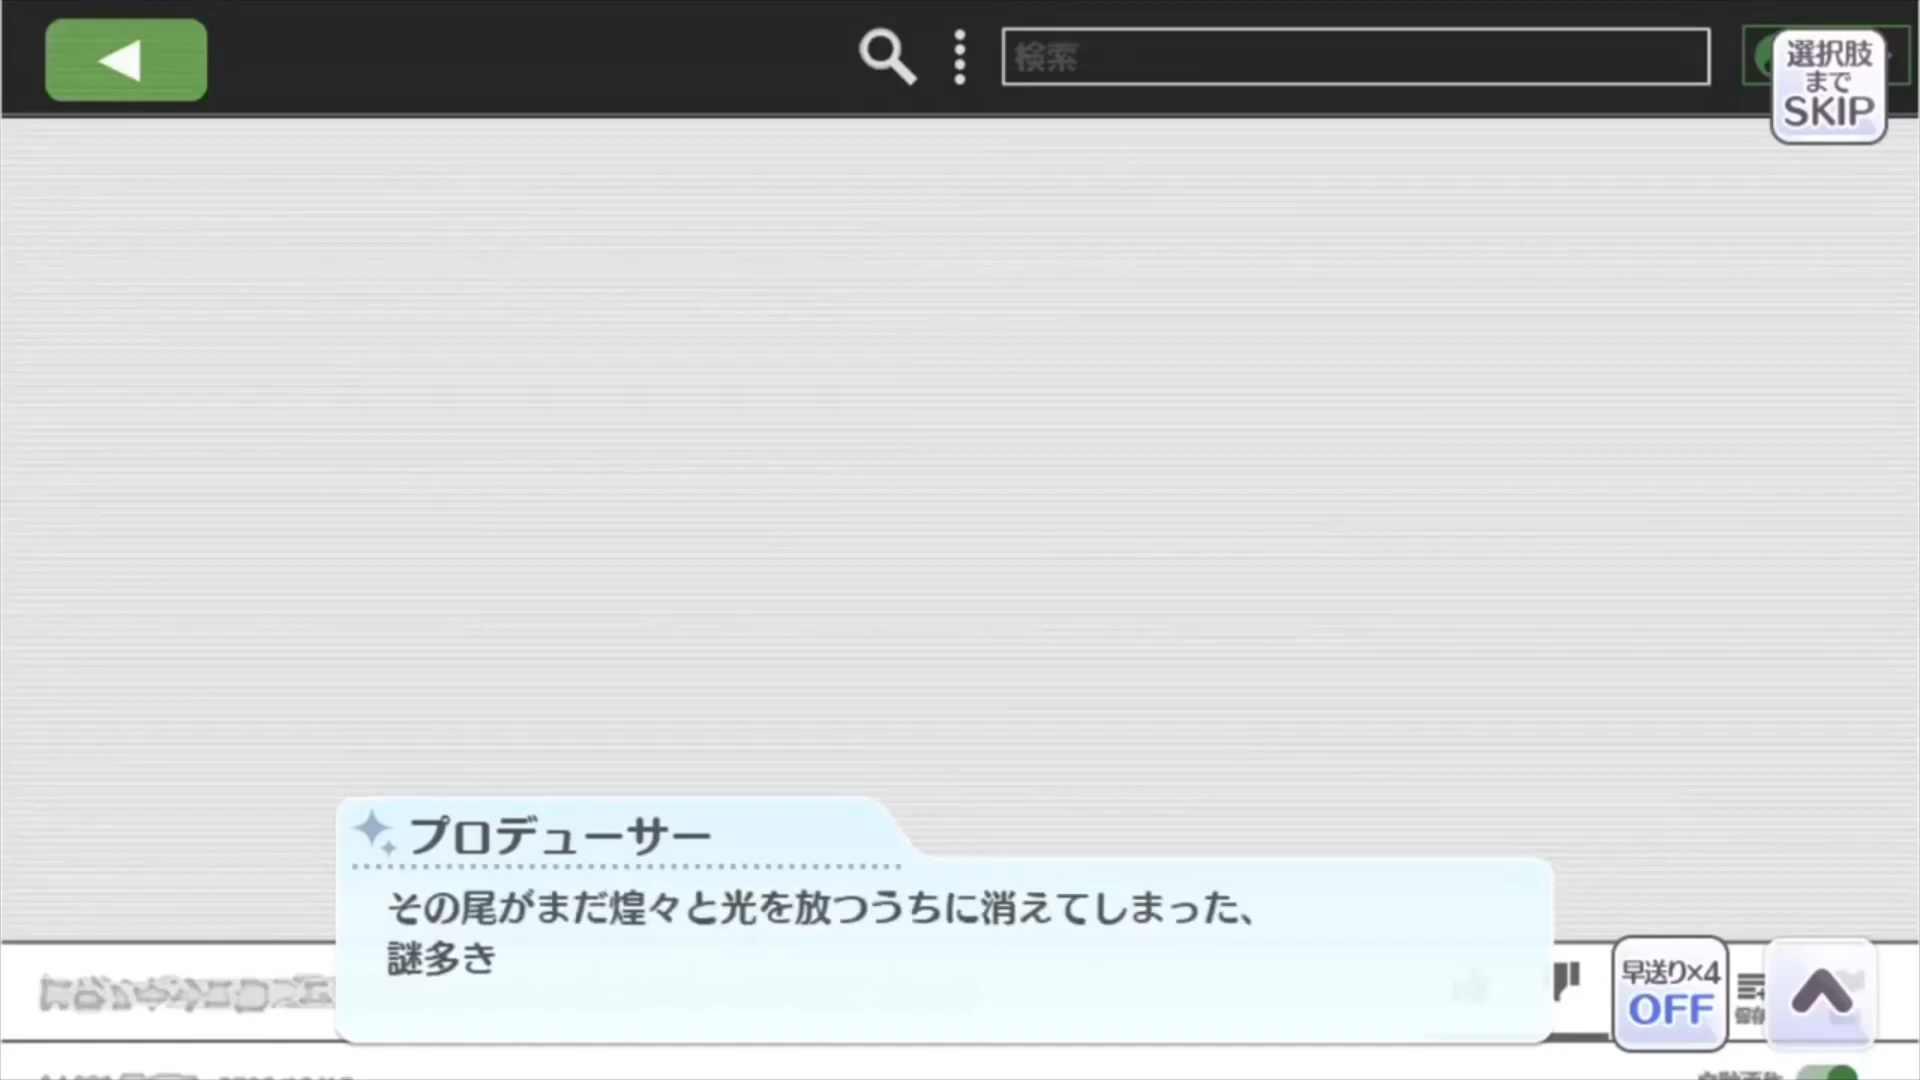 検索
選択肢
まで
SKIP
プロデューサー
その尾がまだ煌々と光を放つうちに消えてしまった、
謎多き
早送り×4
OFF